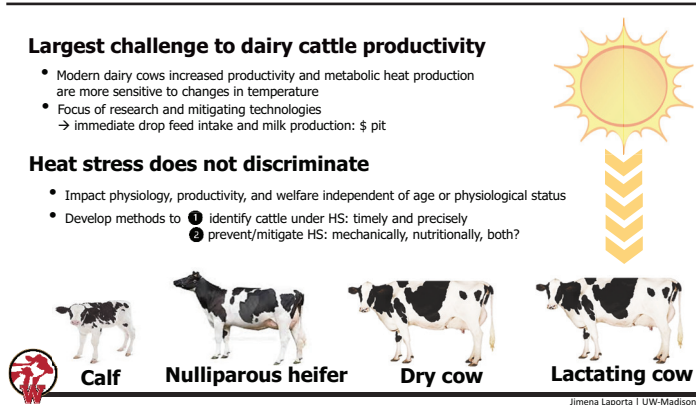 Largest challenge to dairy cattle productivity
• Modern dairy cows increased productivity and metabolic heat production
are more sensitive to changes in temperature
• Focus of research and mitigating technologies
→ immediate drop feed intake and milk production: $ pit
Heat stress does not discriminate
• Impact physiology, productivity, and welfare independent of age or physiological status
• Develop methods to ❶ identify cattle under HS: timely and precisely
❷ prevent/mitigate HS: mechanically, nutritionally, both?
Calf
Nulliparous heifer
Dry cow
Lactating cow
W
Jimena Laporta | UW-Madison